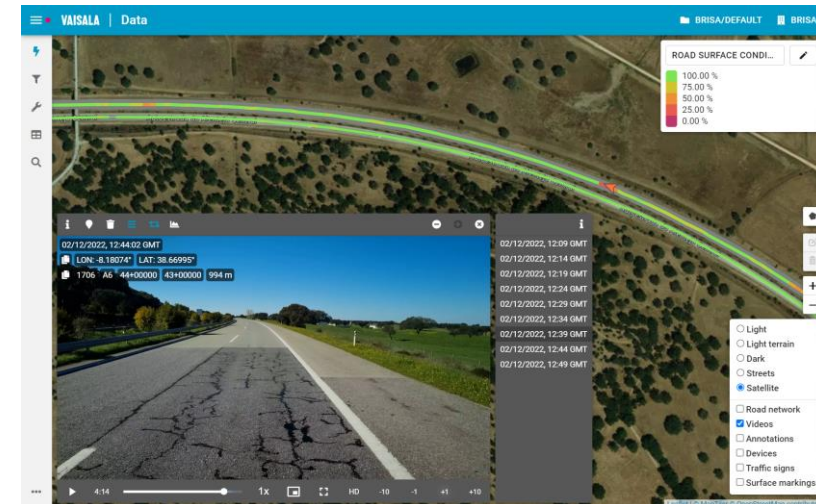 VAISALA | Data
BRISA/DEFAULT
BRISA
ROAD SURFACE CONDI...
100.00 %
75.00 %
50.00 %
25.00 %
0.00 %
02/12/2022, 12:44:02 GMT
LON: -8.18074° LAT: 38.66995°
1706 A6 44+00000 43+00000 994 m
02/12/2022, 12:09 GMT
02/12/2022, 12:14 GMT
02/12/2022, 12:19 GMT
02/12/2022, 12:24 GMT
02/12/2022, 12:29 GMT
02/12/2022, 12:34 GMT
02/12/2022, 12:39 GMT
02/12/2022, 12:44 GMT
02/12/2022, 12:49 GMT
Light
Light terrain
Dark
Streets
Satellite
Road network
Videos
Annotations
Devices
Traffic signs
Surface markings
4:14
1x
HD
-10
-1
+1
+10